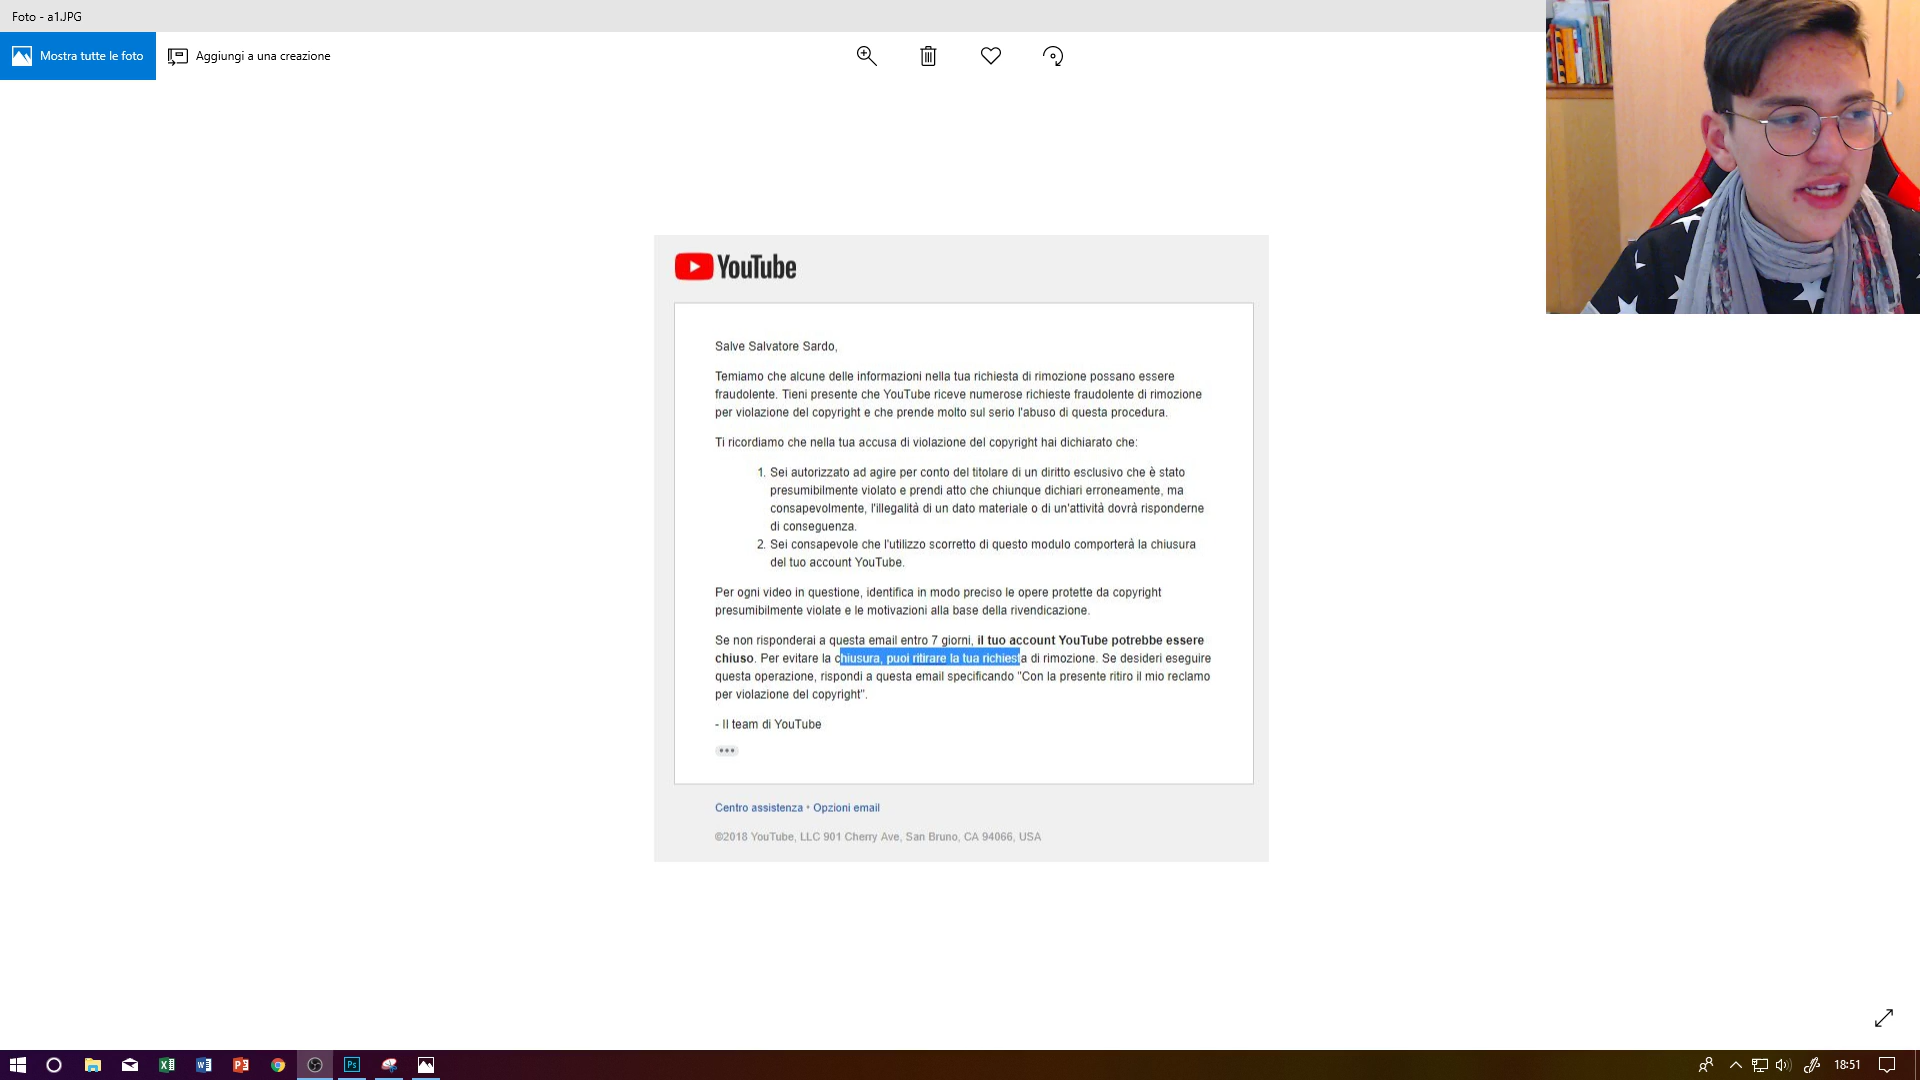 Foto - a1.JPG
Mostra tutte le foto
Aggiungi a una creazione
YouTube
Salve Salvatore Sardo,
Temiamo che alcune delle informazioni nella tua richiesta di rimozione possano essere
fraudolente. Tieni presente che YouTube riceve numerose richieste fraudolente di rimozione
per violazione del copyright e che prende molto sul serio l'abuso di questa procedura.
Ti ricordiamo che nella tua accusa di violazione del copyright hai dichiarato che:
1. Sei autorizzato ad agire per conto del titolare di un diritto esclusivo che è stato
presumibilmente violato e prendi atto che chiunque dichiari erroneamente, ma
consapevolmente, l'illegalità di un dato materiale o di un'attività dovrà risponderne
di conseguenza.
2. Sei consapevole che l'utilizzo scorretto di questo modulo comporterà la chiusura
del tuo account YouTube.
Per ogni video in questione, identifica in modo preciso le opere protette da copyright
presumibilmente violate e le motivazioni alla base della rivendicazione.
Se non risponderai a questa email entro 7 giorni, il tuo account YouTube potrebbe essere
chiuso. Per evitare la chiusura, puoi ritirare la tua richiesta di rimozione. Se desideri eseguire
questa operazione, rispondi a questa email specificando "Con la presente ritiro il mio reclamo
per violazione del copyright".
- Il team di YouTube
Centro assistenza • Opzioni email
©2018 YouTube, LLC 901 Cherry Ave, San Bruno, CA 94066, USA
Ps
18:51